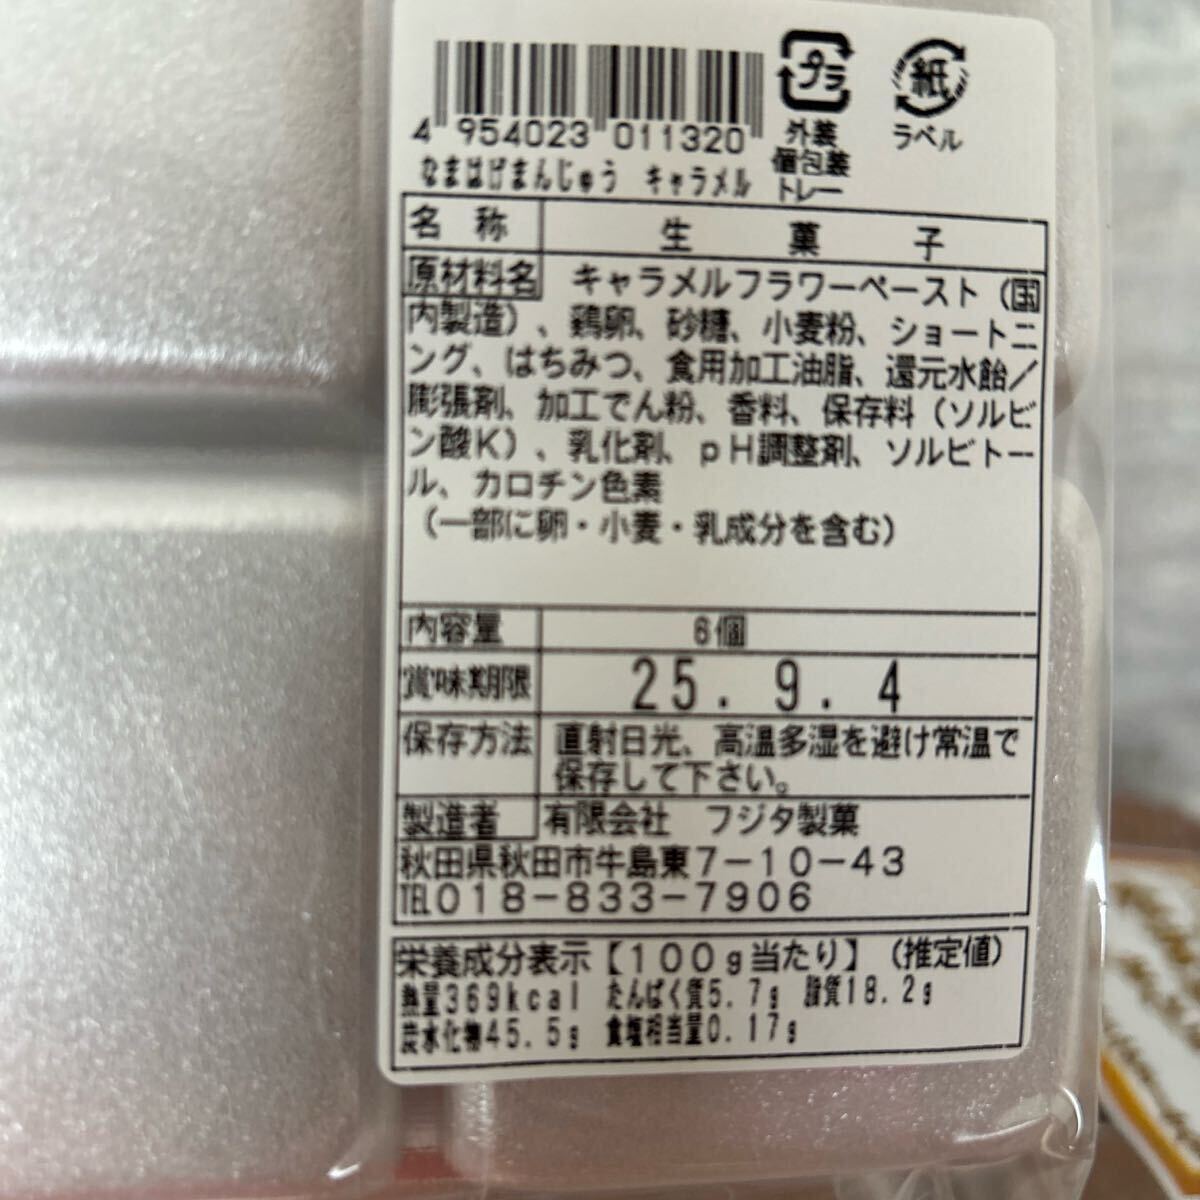 4 954023 011320
なまはげまんじゅう キャラメル
プラ
外装
個包装
トレー
紙
ラベル
名称 生菓子
原材料名 キャラメルフラワーペースト（国
内製造）、鶏卵、砂糖、小麦粉、ショートニ
ング、はちみつ、食用加工油脂、還元水飴／
膨張剤、加工でん粉、香料、保存料（ソルビ
ン酸Ｋ）、乳化剤、ｐＨ調整剤、ソルビトー
ル、カロチン色素
（一部に卵・小麦・乳成分を含む）
内容量 6個
賞味期限 25.9.4
保存方法 直射日光、高温多湿を避け常温で
保存して下さい。
製造者 有限会社 フジタ製菓
秋田県秋田市牛島東７－１０－４３
℡０１８－８３３－７９０６
栄養成分表示【１００ｇ当たり】（推定値）
熱量369kcal たんぱく質5.7g 脂質18.2g
炭水化物45.5g 食塩相当量0.17g